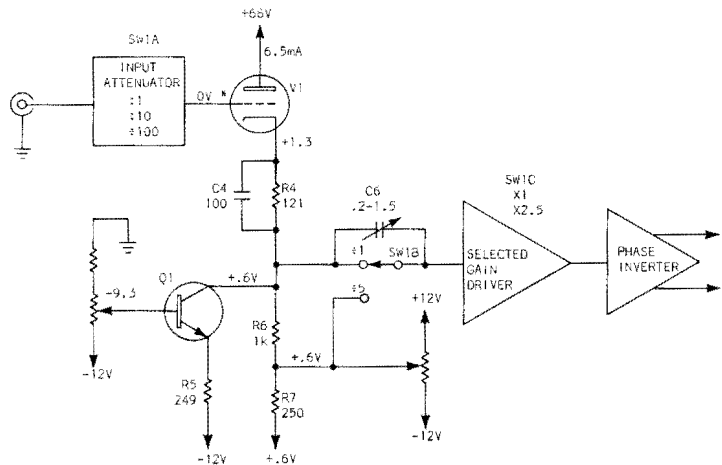 +66V
6.5mA
SW1A
INPUT
ATTENUATOR
÷1
÷10
÷100
0V
*
V1
+1.3
C4
100
R4
121
C6
.2-1.5
÷1
SW1B
÷5
SW1C
X1
X2.5
SELECTED
GAIN
DRIVER
PHASE
INVERTER
Q1
+.6V
-9.3
-12V
R5
249
-12V
R6
1k
+.6V
R7
250
+.6V
+12V
-12V